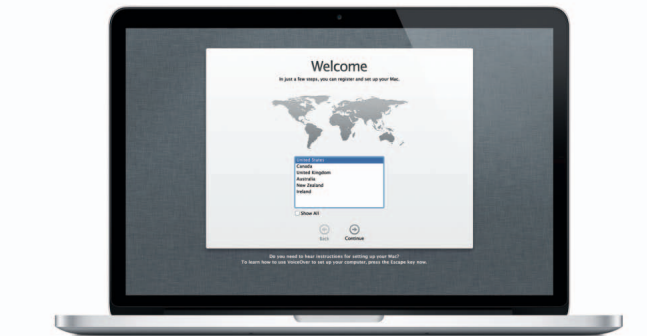 Welcome
In just a few steps, you can register and set up your Mac.
United States
Canada
United Kingdom
Australia
New Zealand
Ireland
Show All
Back
Continue
Do you need to hear instructions for setting up your Mac?
To learn how to use VoiceOver to set up your computer, press the Escape key now.